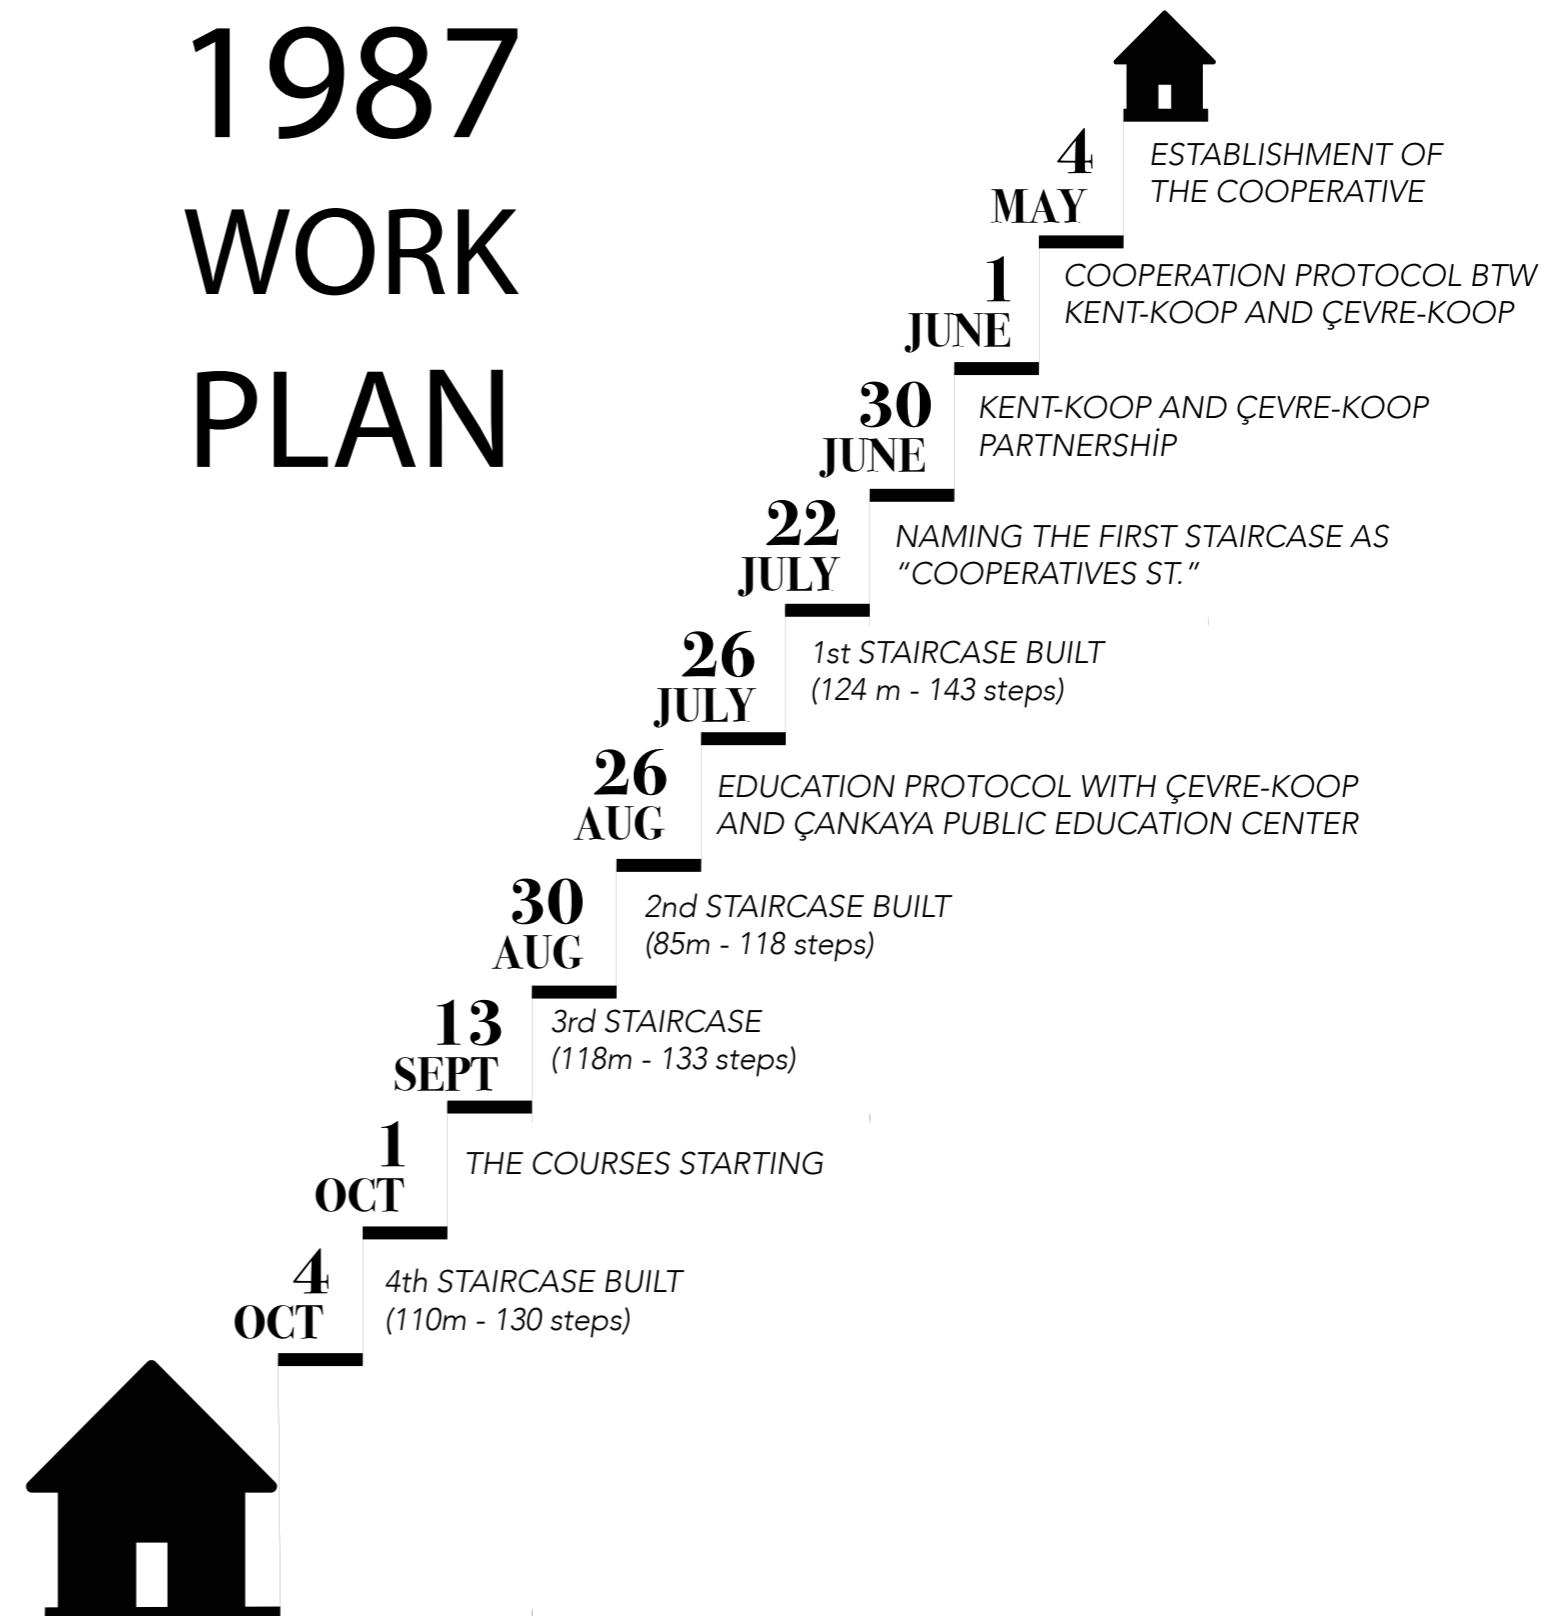 1987
WORK
PLAN
4
MAY
ESTABLISHMENT OF
THE COOPERATIVE
1
JUNE
COOPERATION PROTOCOL BTW
KENT-KOOP AND ÇEVRE-KOOP
30
JUNE
KENT-KOOP AND ÇEVRE-KOOP
PARTNERSHİP
22
JULY
NAMING THE FIRST STAIRCASE AS
“COOPERATIVES ST.”
26
JULY
1st STAIRCASE BUILT
(124 m - 143 steps)
26
AUG
EDUCATION PROTOCOL WITH ÇEVRE-KOOP
AND ÇANKAYA PUBLIC EDUCATION CENTER
30
AUG
2nd STAIRCASE BUILT
(85m - 118 steps)
13
SEPT
3rd STAIRCASE
(118m - 133 steps)
1
OCT
THE COURSES STARTING
4
OCT
4th STAIRCASE BUILT
(110m - 130 steps)